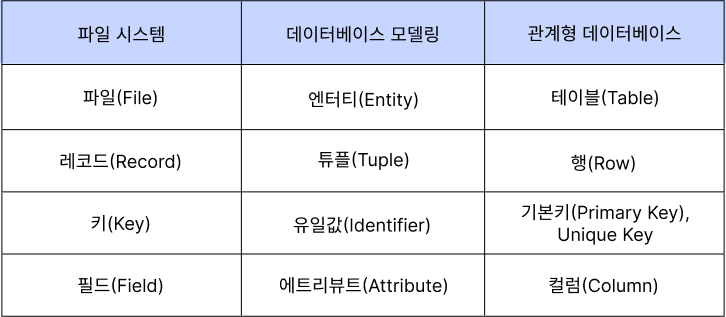 파일 시스템 데이터베이스 모델링 관계형 데이터베이스
파일(File) 엔터티(Entity) 테이블(Table)
레코드(Record) 튜플(Tuple) 행(Row)
키(Key) 유일값(Identifier) 기본키(Primary Key),
Unique Key
필드(Field) 에트리뷰트(Attribute) 컬럼(Column)